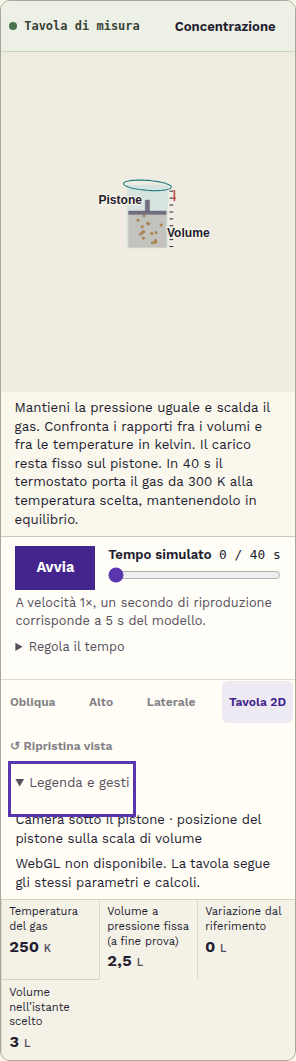 Tavola di misura
Concentrazione
Pistone
Volume
Mantieni la pressione uguale e scalda il
gas. Confronta i rapporti fra i volumi e
fra le temperature in kelvin. Il carico
resta fisso sul pistone. In 40 s il
termostato porta il gas da 300 K alla
temperatura scelta, mantenendolo in
equilibrio.
Avvia
Tempo simulato 0 / 40 s
A velocità 1×, un secondo di riproduzione
corrisponde a 5 s del modello.
▶ Regola il tempo
Obliqua
Alto
Laterale
Tavola 2D
↺ Ripristina vista
▼ Legenda e gesti
Camera sotto il pistone · posizione del
pistone sulla scala di volume
WebGL non disponibile. La tavola segue
gli stessi parametri e calcoli.
Temperatura
del gas
250 K
Volume a
pressione fissa
(a fine prova)
2,5 L
Variazione dal
riferimento
0 L
Volume
nell’istante
scelto
3 L